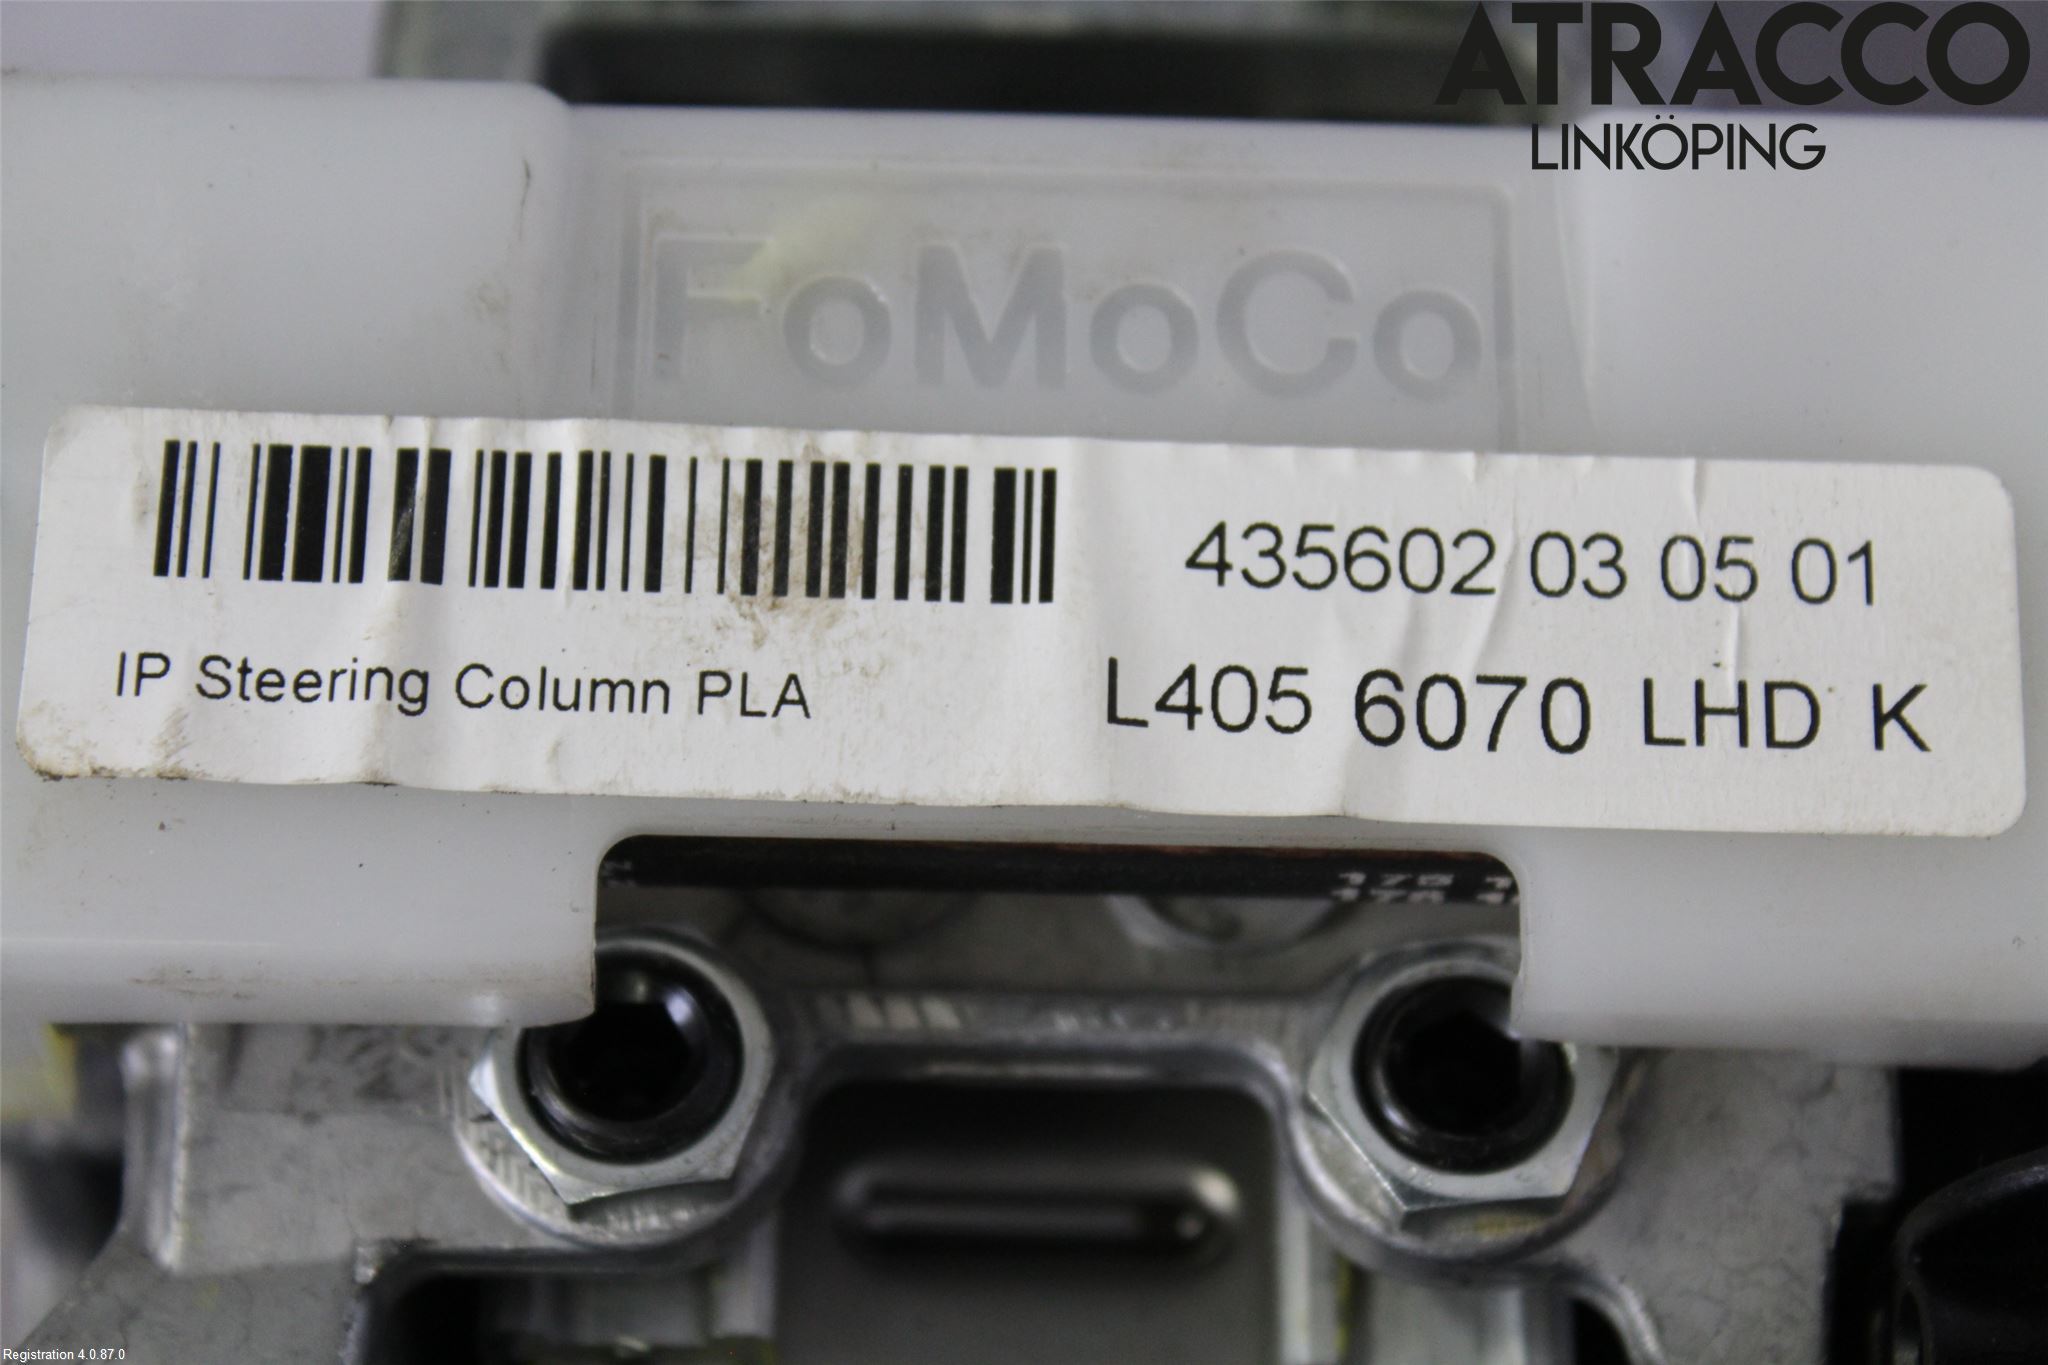 ATRACCO
LINKÖPING
FoMoCo
435602 03 05 01
IP Steering Column PLA
L405 6070 LHD K
Registration 4.0.87.0